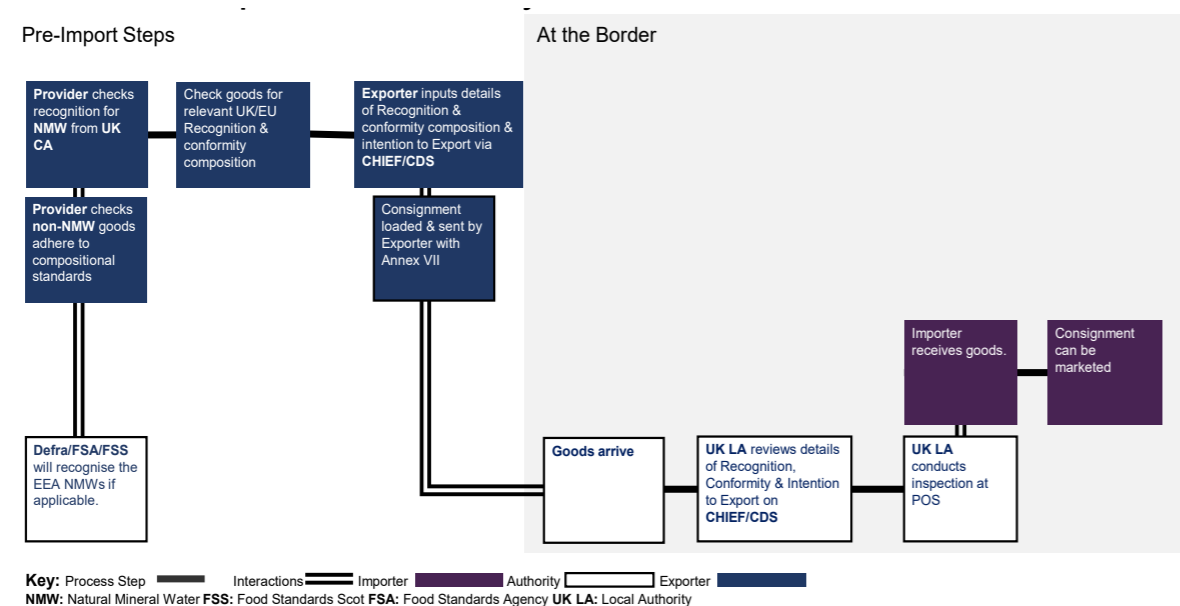 Pre-Import Steps
At the Border
Provider checks
recognition for
NMW from UK
CA
Check goods for
relevant UK/EU
Recognition &
conformity
composition
Exporter inputs details
of Recognition &
conformity composition &
intention to Export via
CHIEF/CDS
Provider checks
non-NMW goods
adhere to
compositional
standards
Consignment
loaded & sent by
Exporter with
Annex VII
Importer
receives goods.
Consignment
can be
marketed
Defra/FSA/FSS
will recognise the
EEA NMWs if
applicable.
Goods arrive
UK LA reviews details
of Recognition,
Conformity & Intention
to Export on
CHIEF/CDS
UK LA
conducts
inspection at
POS
Key: Process Step Interactions Importer Authority Exporter
NMW: Natural Mineral Water FSS: Food Standards Scot FSA: Food Standards Agency UK LA: Local Authority